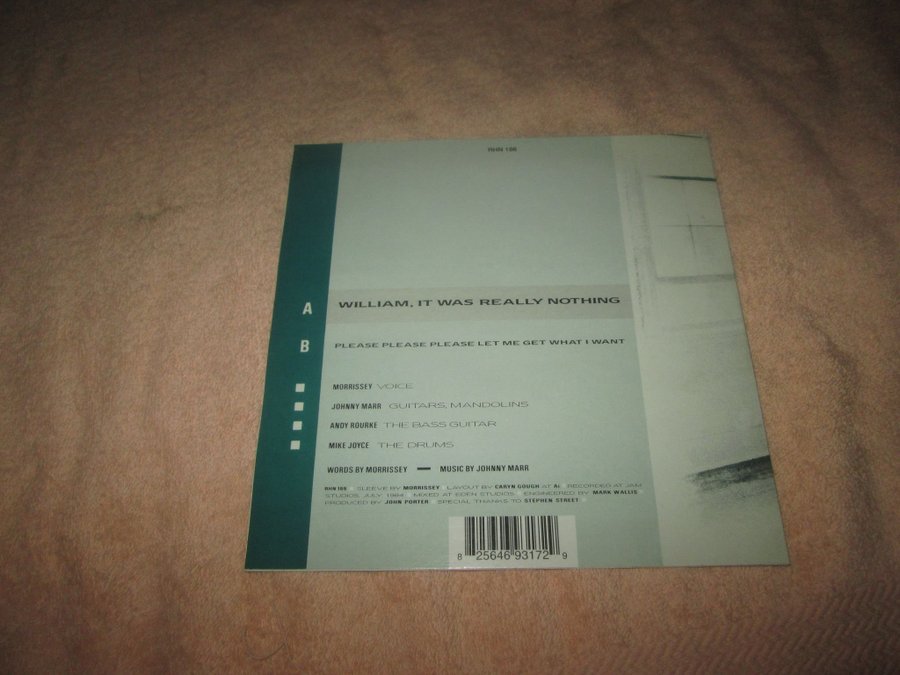 RHN 166
A WILLIAM, IT WAS REALLY NOTHING
B PLEASE PLEASE PLEASE LET ME GET WHAT I WANT
MORRISSEY VOICE
JOHNNY MARR GUITARS, MANDOLINS
ANDY ROURKE THE BASS GUITAR
MIKE JOYCE THE DRUMS
WORDS BY MORRISSEY — MUSIC BY JOHNNY MARR
RHN 166 SLEEVE BY MORRISSEY LAYOUT BY CARYN GOUGH AT A: RECORDED AT JAM
STUDIOS, JULY 1984 MIXED AT EDEN STUDIOS ENGINEERED BY MARK WALLIS
PRODUCED BY JOHN PORTER SPECIAL THANKS TO STEPHEN STREET
8 25646 93172 9